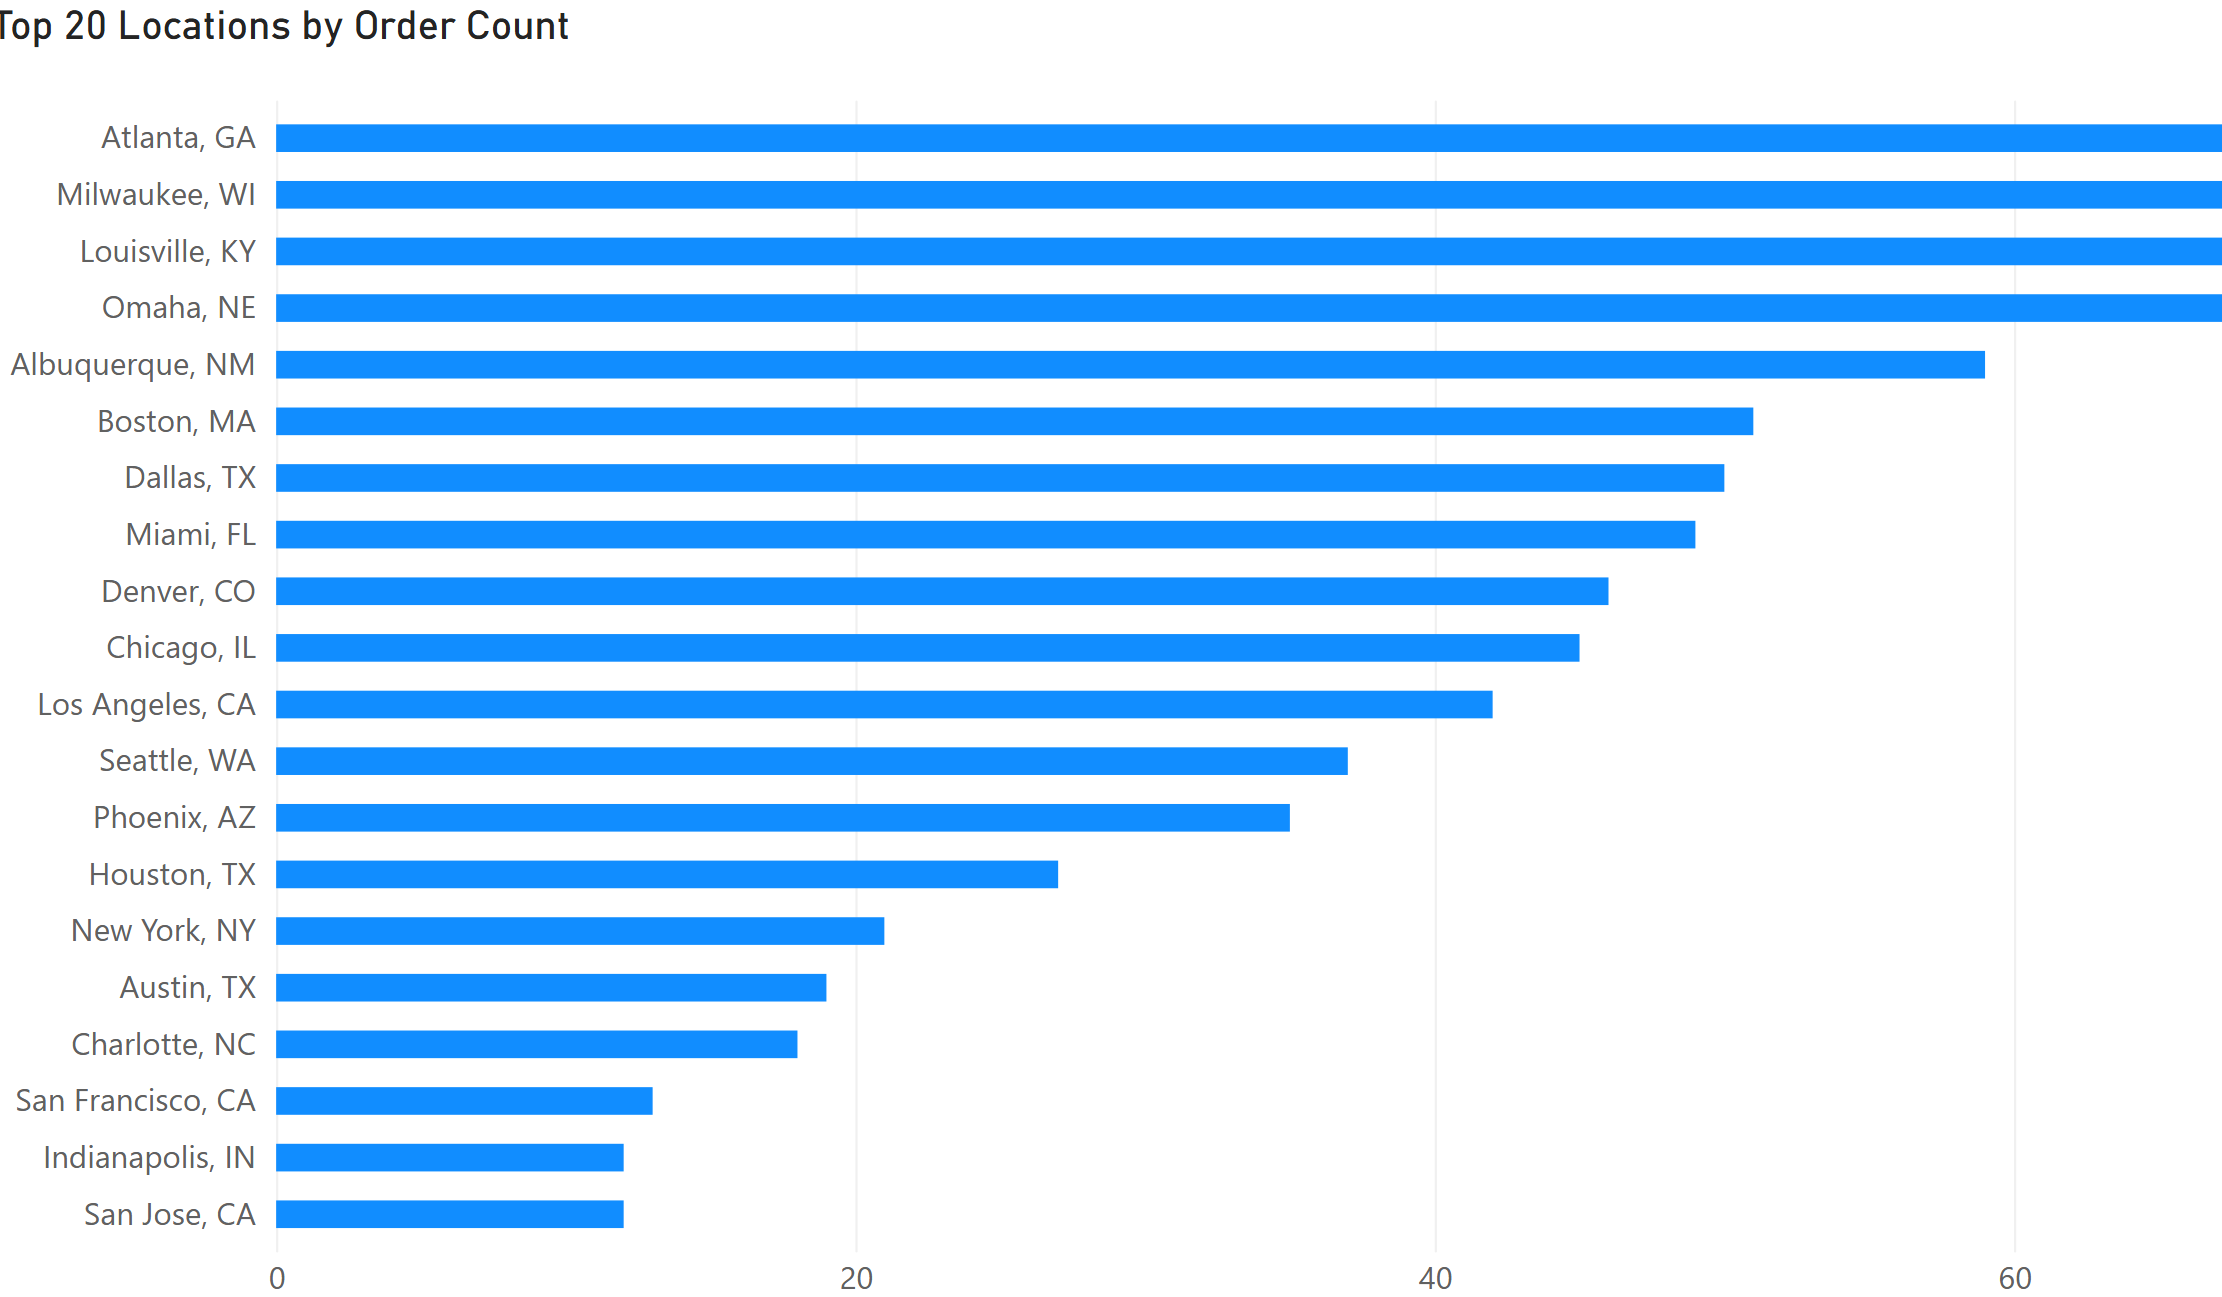 Top 20 Locations by Order Count
Atlanta, GA
Milwaukee, WI
Louisville, KY
Omaha, NE
Albuquerque, NM
Boston, MA
Dallas, TX
Miami, FL
Denver, CO
Chicago, IL
Los Angeles, CA
Seattle, WA
Phoenix, AZ
Houston, TX
New York, NY
Austin, TX
Charlotte, NC
San Francisco, CA
Indianapolis, IN
San Jose, CA
0 20 40 60